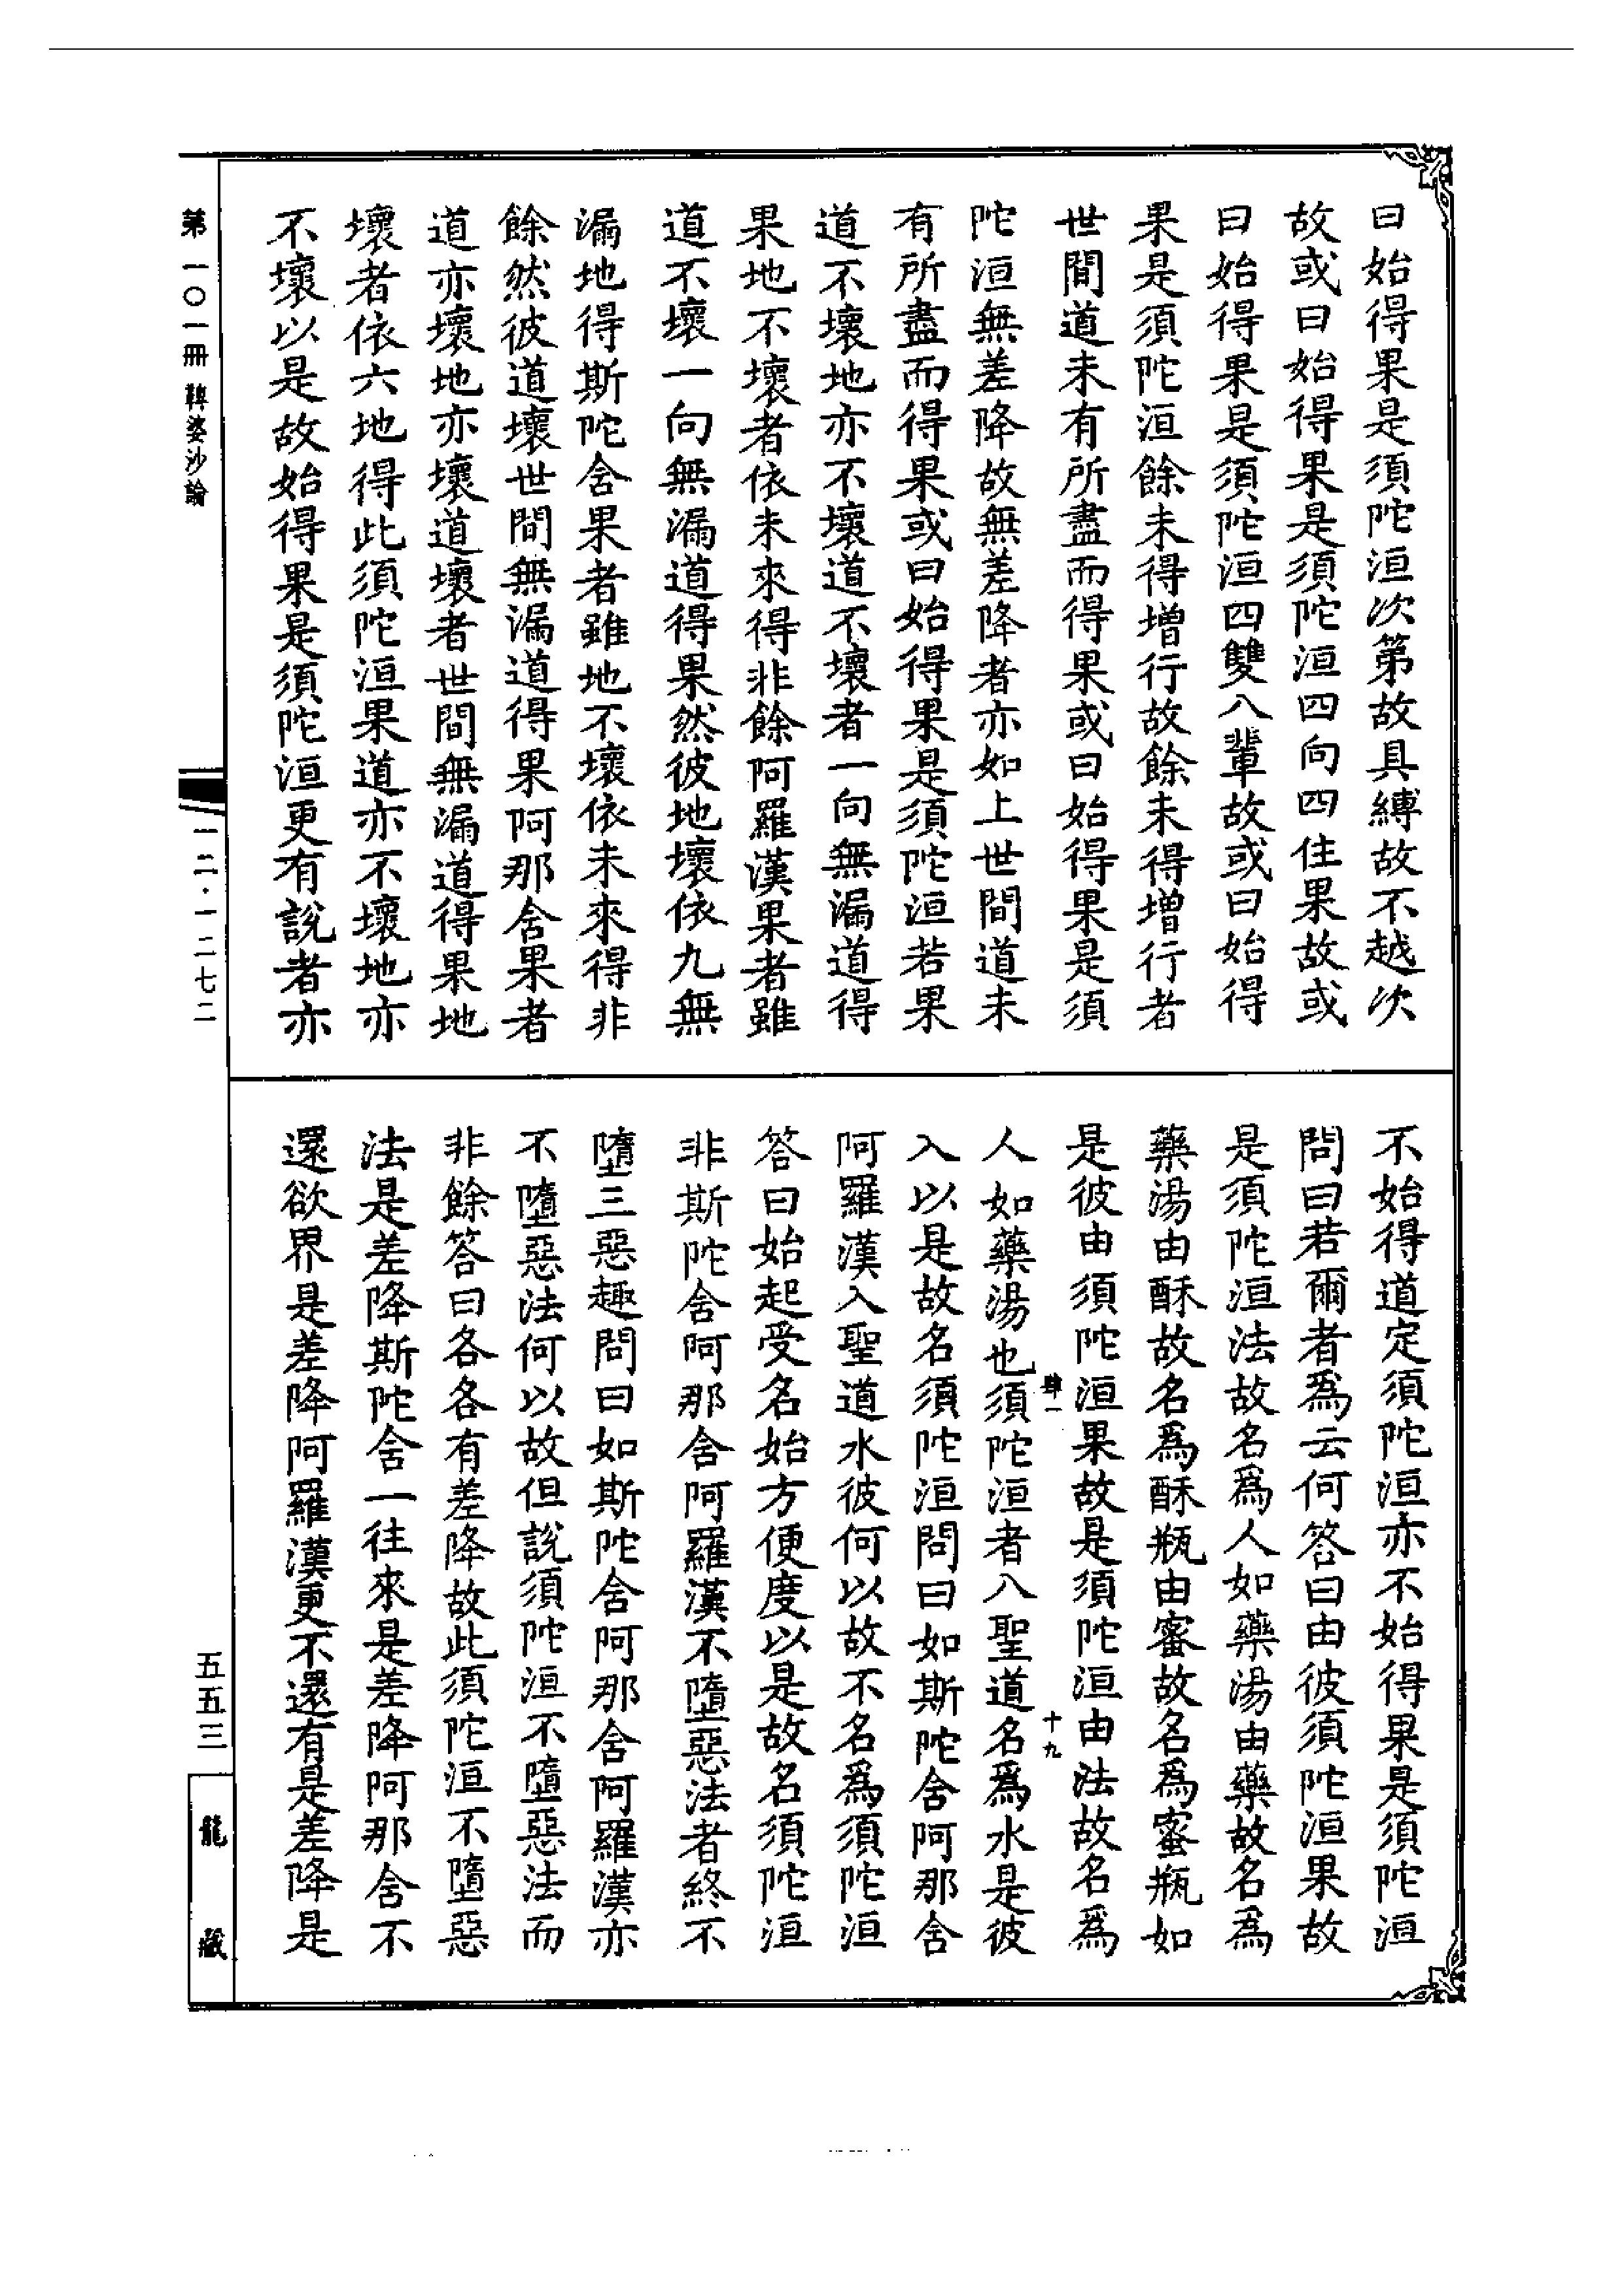 曰始得果是須陀洹次第故具縛故不越次
故或曰始得果是須陀洹四向四住果故或
曰始得果是須陀洹四雙八輩故或曰始得
果是須陀洹餘未得增行故餘未得增行者
世間道未有所盡而得果或曰始得果是須
陀洹無差降故無差降者亦如上世間道未
有所盡而得果或曰始得果是須陀洹若果
道不壞地亦不壞道不壞者一向無漏道得
果地不壞者依未來得非餘阿羅漢果者雖
道不壞一向無漏道得果然彼地壞依九無
漏地得斯陀含果者雖地不壞依未來得非
餘然彼道壞世間無漏道得果阿那含果者
道亦壞地亦壞道壞者世間無漏道得果地
壞者依六地得此須陀洹果道亦不壞地亦
不壞以是故始得果是須陀洹更有說者亦
不始得道定須陀洹亦不始得果是須陀洹
問曰若爾者為云何答曰由彼須陀洹果故
是須陀洹法故名為人如藥湯由藥故名為
藥湯由酥故名為酥瓶由蜜故名為蜜瓶如
是彼由須陀洹果故是須陀洹由法故名為
肆一 十九
人如藥湯也須陀洹者八聖道名為水是彼
入以是故名須陀洹問曰如斯陀含阿那含
阿羅漢入聖道水彼何以故不名為須陀洹
答曰始起受名始方便度以是故名須陀洹
非斯陀含阿那含阿羅漢不墮惡法者終不
墮三惡趣問曰如斯陀含阿那含阿羅漢亦
不墮惡法何以故但說須陀洹不墮惡法而
非餘答曰各各有差降故此須陀洹不墮惡
法是差降斯陀含一往來是差降阿那含不
還欲界是差降阿羅漢更不還有是差降是
第一〇一冊 鞞婆沙論
一二·一二七二
五五三
龍藏